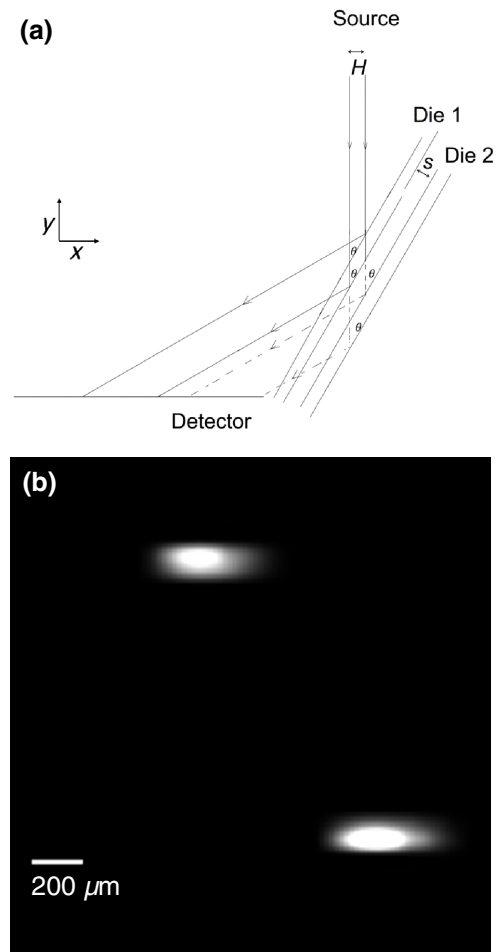 (a)
Source
H
Die 1
Die 2
s
y
x
θ
θ θ
θ
Detector
(b)
200 μm